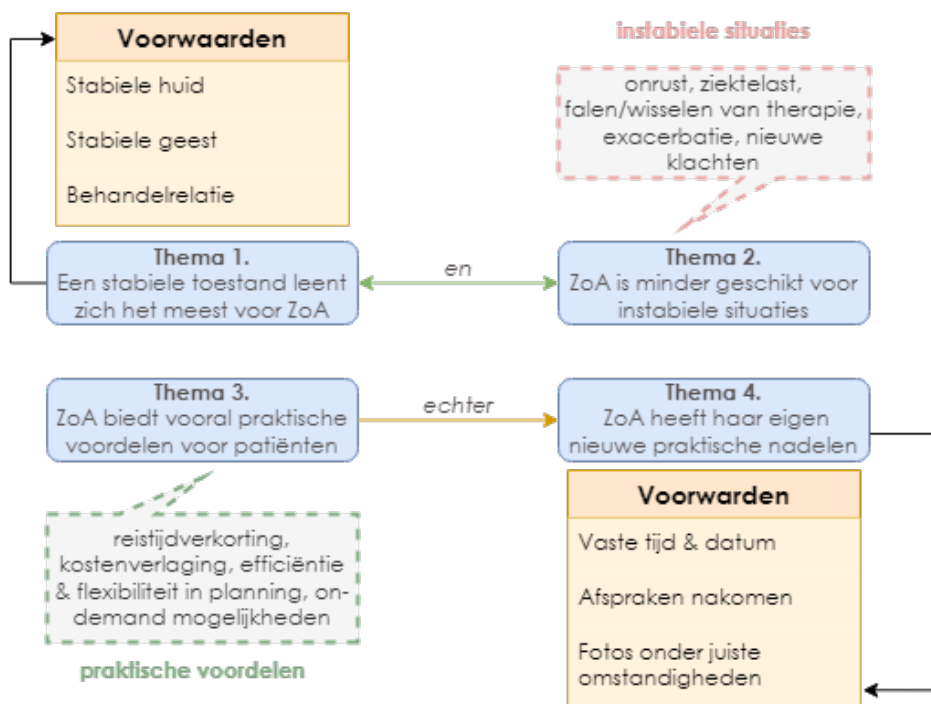 Voorwaarden
Stabiele huid
Stabiele geest
Behandelrelatie
instabiele situaties
onrust, ziektelast,
falen/wisselen van therapie,
exacerbatie, nieuwe
klachten
Thema 1.
Een stabiele toestand leent
zich het meest voor ZoA
en
Thema 2.
ZoA is minder geschikt voor
instabiele situaties
Thema 3.
ZoA biedt vooral praktische
voordelen voor patiënten
echter
Thema 4.
ZoA heeft haar eigen
nieuwe praktische nadelen
reistijdverkorting,
kostenverlaging, efficiëntie
& flexibiliteit in planning, on-
demand mogelijkheden
praktische voordelen
Voorwarden
Vaste tijd & datum
Afspraken nakomen
Fotos onder juiste
omstandigheden